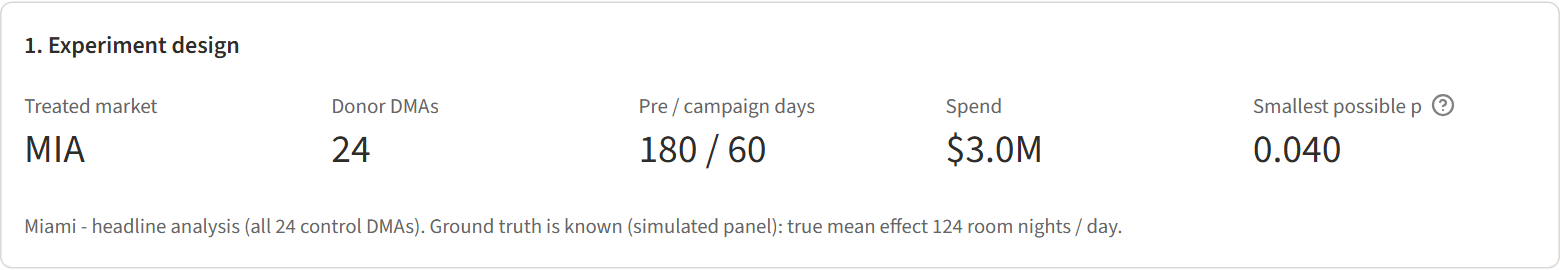 1. Experiment design
Treated market Donor DMAs Pre / campaign days Spend Smallest possible p ?
MIA 24 180 / 60 $3.0M 0.040
Miami - headline analysis (all 24 control DMAs). Ground truth is known (simulated panel): true mean effect 124 room nights / day.